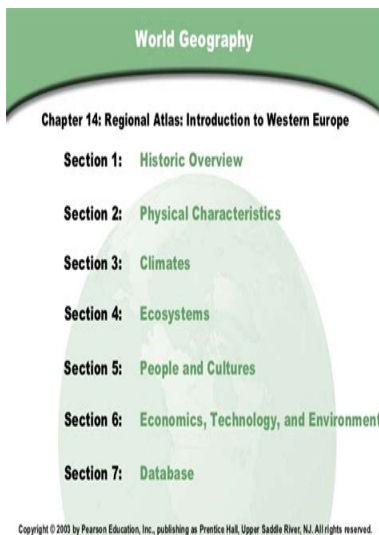 World Geography
Chapter 14: Regional Atlas: Introduction to Western Europe
Section 1: Historic Overview
Section 2: Physical Characteristics
Section 3: Climates
Section 4: Ecosystems
Section 5: People and Cultures
Section 6: Economics, Technology, and Environment
Section 7: Database
Copyright © 2003 by Pearson Education, Inc., publishing as Prentice Hall, Upper Saddle River, NJ. All rights reserved.